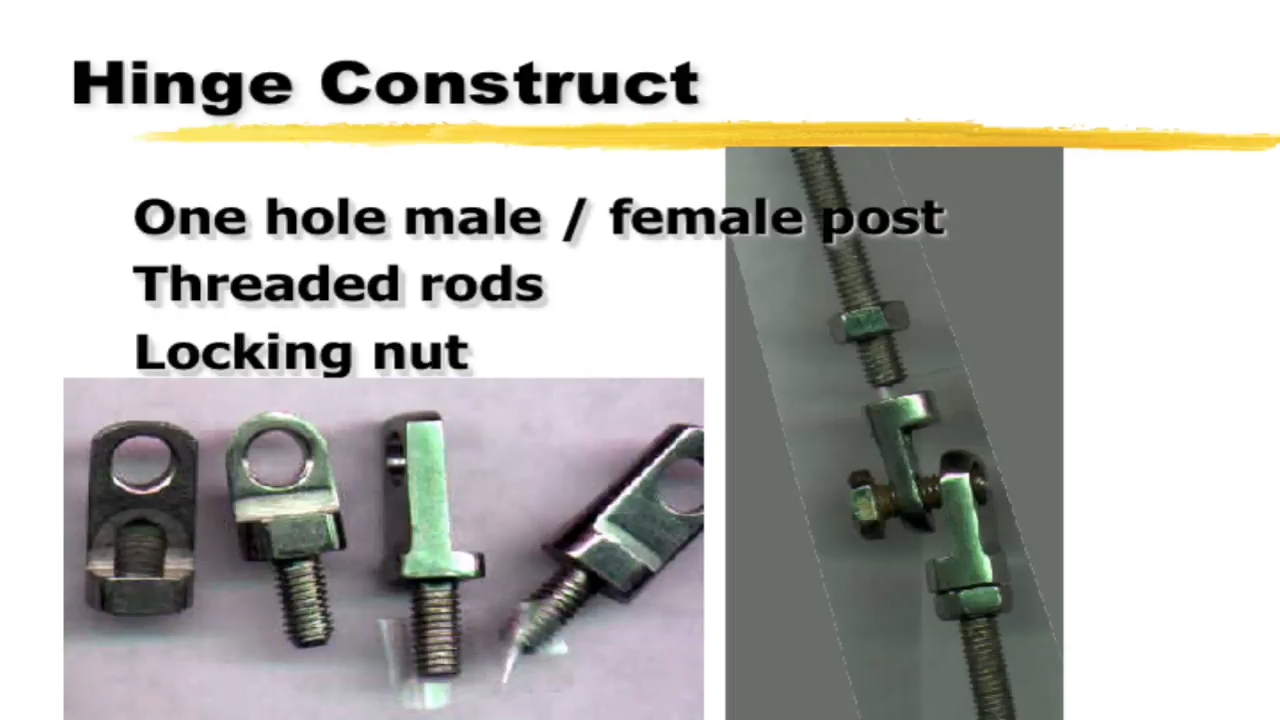 Hinge Construct
One hole male / female post
Threaded rods
Locking nut